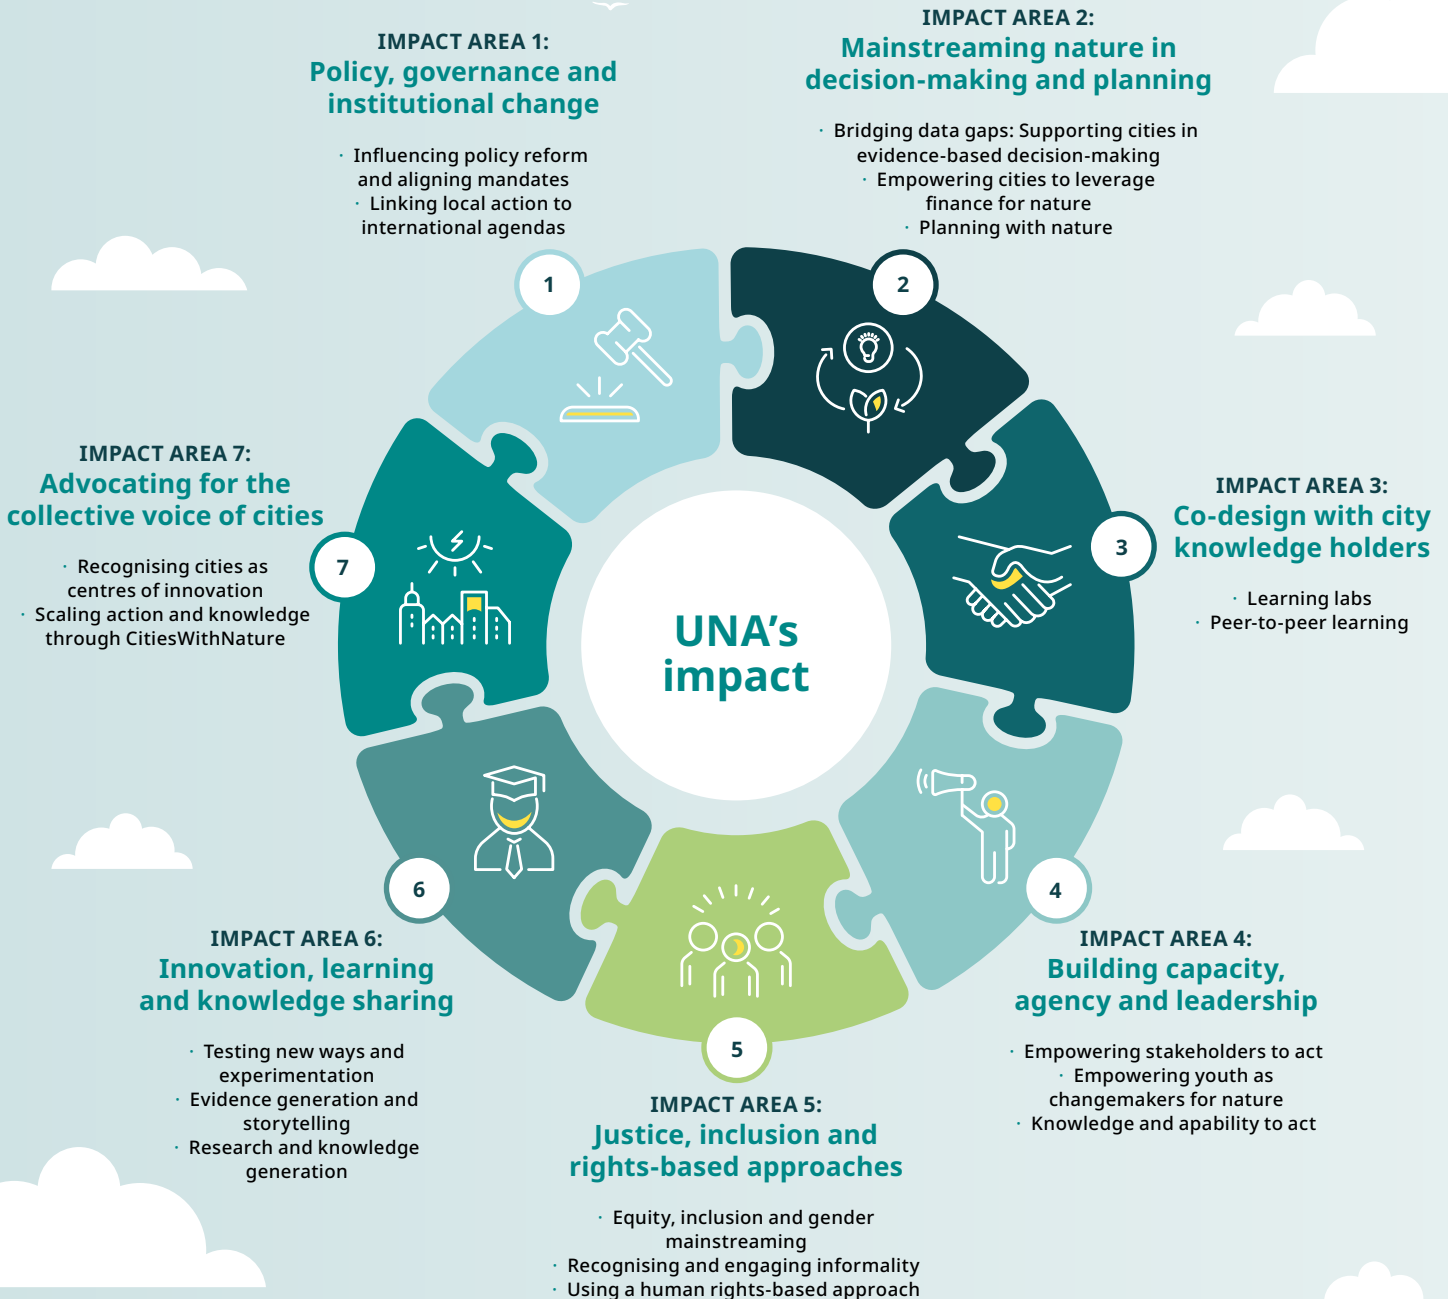 IMPACT AREA 1:
Policy, governance and
institutional change
· Influencing policy reform
and aligning mandates
· Linking local action to
international agendas
IMPACT AREA 2:
Mainstreaming nature in
decision-making and planning
· Bridging data gaps: Supporting cities in
evidence-based decision-making
· Empowering cities to leverage
finance for nature
· Planning with nature
1
2
IMPACT AREA 7:
Advocating for the
collective voice of cities
· Recognising cities as
centres of innovation
· Scaling action and knowledge
through CitiesWithNature
7
UNA's
impact
3
IMPACT AREA 3:
Co-design with city
knowledge holders
· Learning labs
· Peer-to-peer learning
6
IMPACT AREA 6:
Innovation, learning
and knowledge sharing
· Testing new ways and
experimentation
· Evidence generation and
storytelling
· Research and knowledge
generation
4
IMPACT AREA 4:
Building capacity,
agency and leadership
· Empowering stakeholders to act
· Empowering youth as
changemakers for nature
· Knowledge and apability to act
5
IMPACT AREA 5:
Justice, inclusion and
rights-based approaches
· Equity, inclusion and gender
mainstreaming
· Recognising and engaging informality
· Using a human rights-based approach